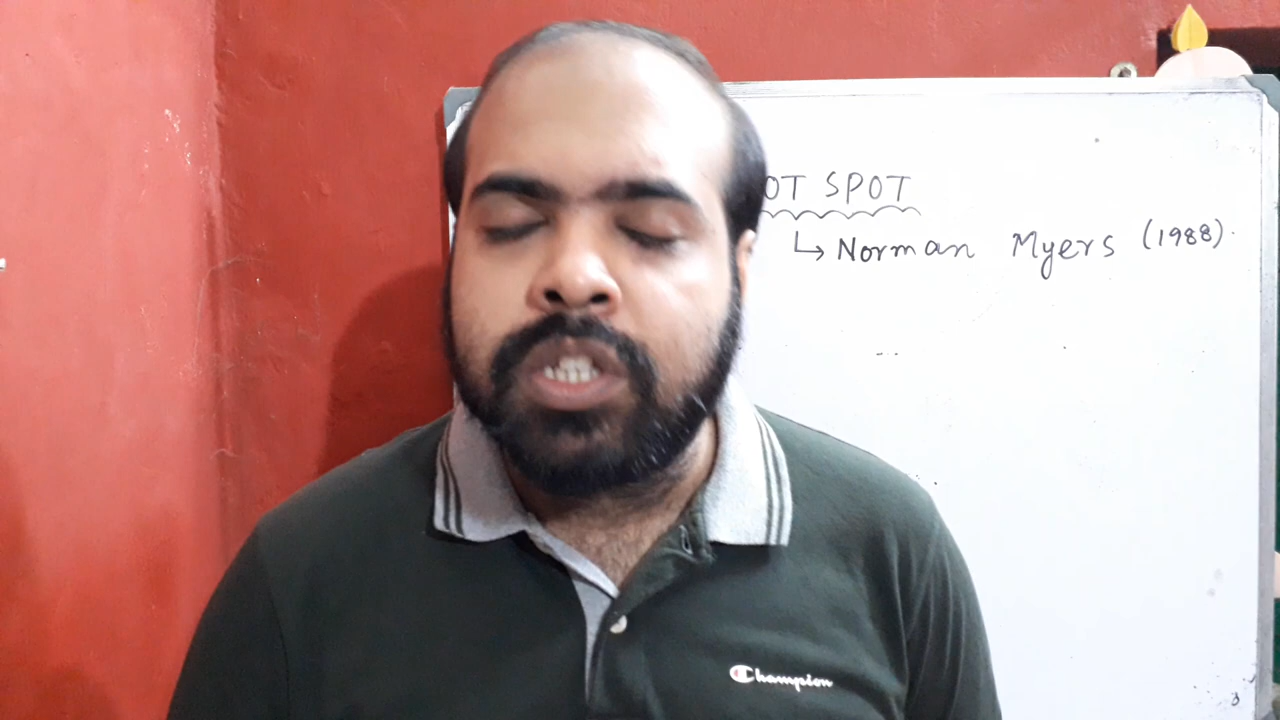 OT SPOT
↳ Norman Myers (1988).
Champion